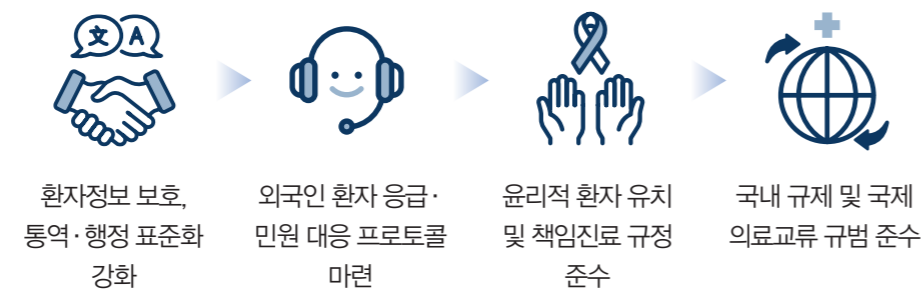 文 A
환자정보 보호,
통역·행정 표준화
강화
외국인 환자 응급·
민원 대응 프로토콜
마련
윤리적 환자 유치
및 책임진료 규정
준수
국내 규제 및 국제
의료교류 규범 준수